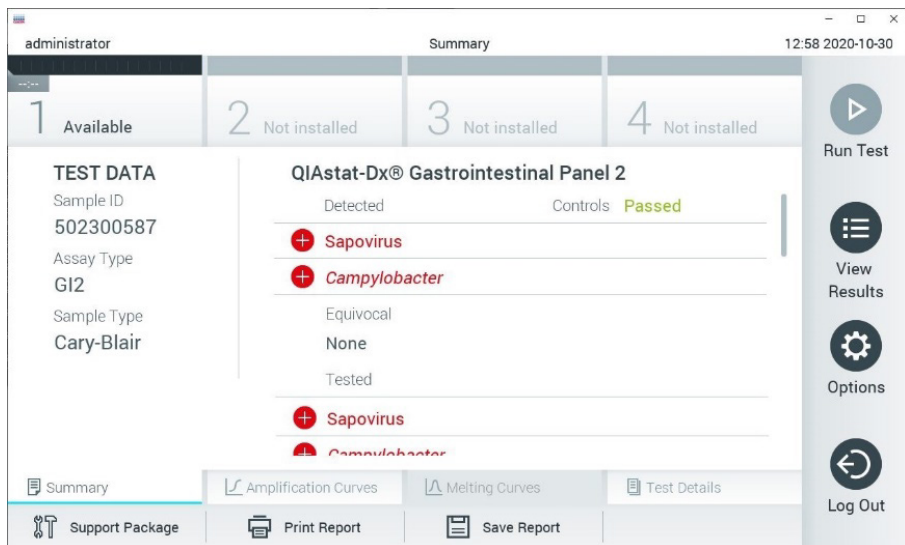 administrator Summary 12:58 2020-10-30
--:--
1 Available
2 Not installed
3 Not installed
4 Not installed
Run Test
TEST DATA
Sample ID
502300587
Assay Type
GI2
Sample Type
Cary-Blair
QIAstat-Dx® Gastrointestinal Panel 2
Detected Controls Passed
Sapovirus
Campylobacter
Equivocal
None
Tested
Sapovirus
Campylobacter
View
Results
Options
Log Out
Summary Amplification Curves Melting Curves Test Details
Support Package Print Report Save Report